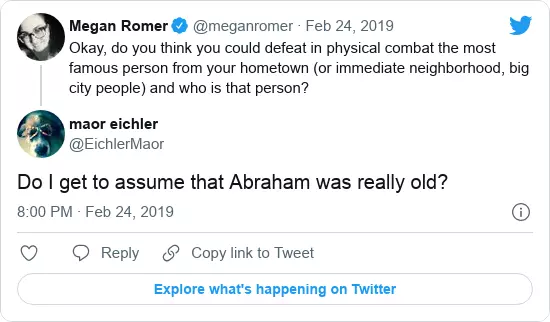 Megan Romer @meganromer · Feb 24, 2019
Okay, do you think you could defeat in physical combat the most
famous person from your hometown (or immediate neighborhood, big
city people) and who is that person?
maor eichler
@EichlerMaor
Do I get to assume that Abraham was really old?
8:00 PM · Feb 24, 2019
Reply Copy link to Tweet
Explore what's happening on Twitter